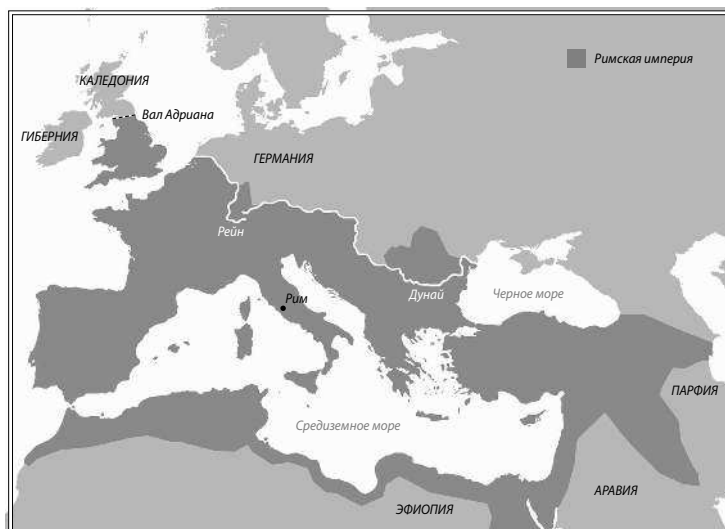 Римская империя
КАЛЕДОНИЯ
Вал Адриана
ГИБЕРНИЯ
ГЕРМАНИЯ
Рейн
Дунай
Черное море
Рим
ПАРФИЯ
Средиземное море
АРАВИЯ
ЭФИОПИЯ